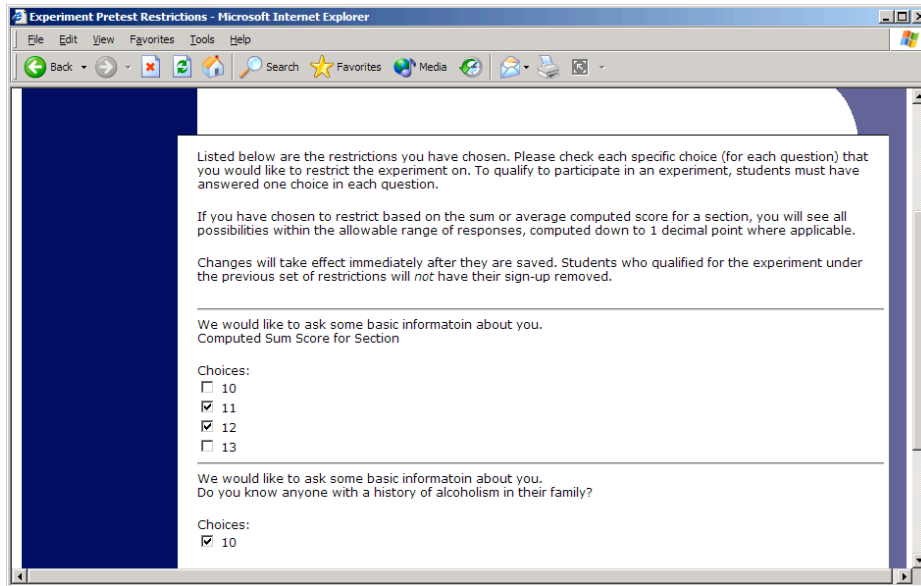 Experiment Pretest Restrictions - Microsoft Internet Explorer
File Edit View Favorites Tools Help
Back Search Favorites Media
Listed below are the restrictions you have chosen. Please check each specific choice (for each question) that
you would like to restrict the experiment on. To qualify to participate in an experiment, students must have
answered one choice in each question.
If you have chosen to restrict based on the sum or average computed score for a section, you will see all
possibilities within the allowable range of responses, computed down to 1 decimal point where applicable.
Changes will take effect immediately after they are saved. Students who qualified for the experiment under
the previous set of restrictions will not have their sign-up removed.
We would like to ask some basic informatoin about you.
Computed Sum Score for Section
Choices:
10
11
12
13
We would like to ask some basic informatoin about you.
Do you know anyone with a history of alcoholism in their family?
Choices:
10